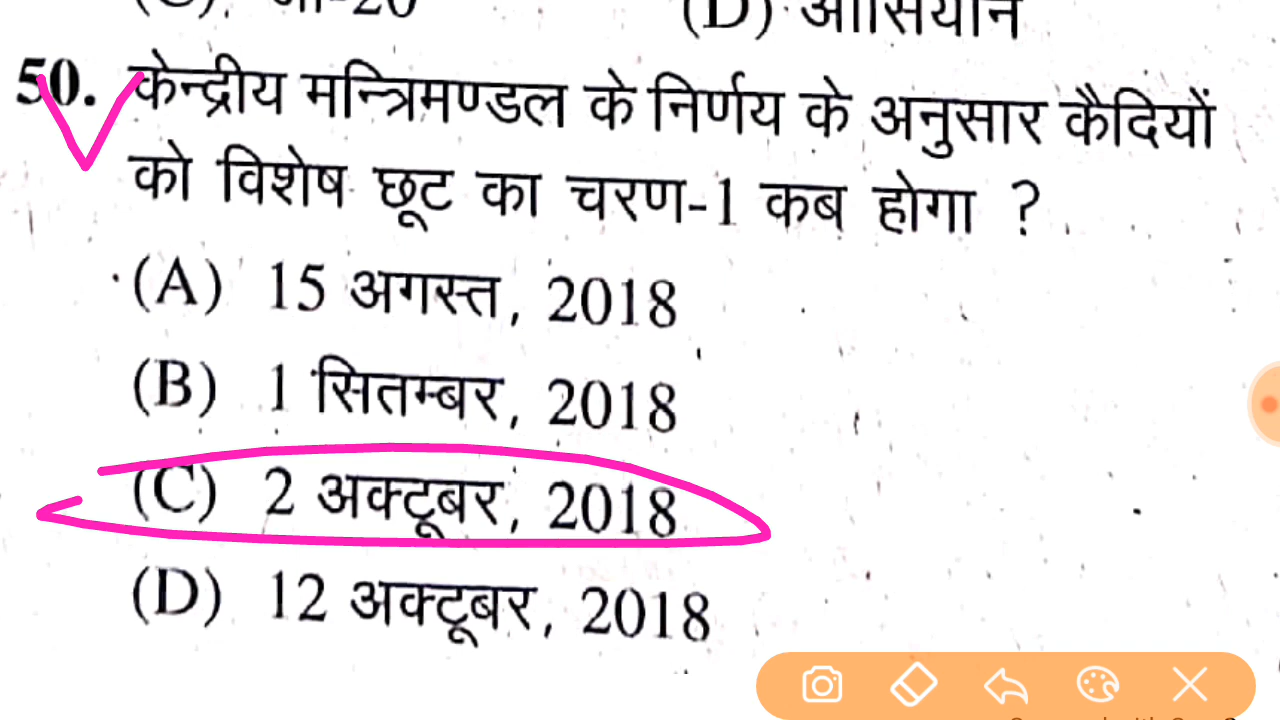 (D) ओसियान
50. केन्द्रीय मन्त्रिमण्डल के निर्णय के अनुसार कैदियों
को विशेष छूट का चरण-1 कब होगा ?
(A) 15 अगस्त, 2018
(B) 1 सितम्बर, 2018
(C) 2 अक्टूबर, 2018
(D) 12 अक्टूबर, 2018